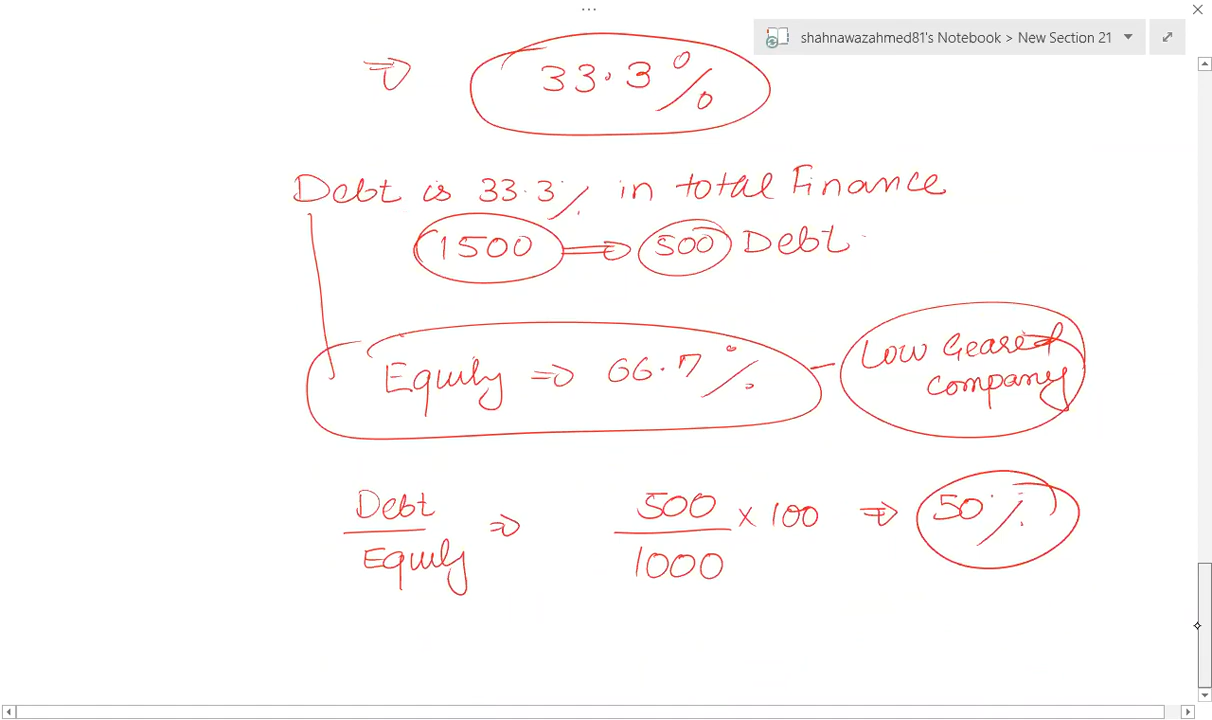 shahnawazahmed81's Notebook > New Section 21
⇒ 33.3%
Debt is 33.3% in total Finance
1500 ⇒ 500 Debt
Equity ⇒ 66.7% - Low Geared company
Debt / Equity ⇒ 500 / 1000 × 100 ⇒ 50%